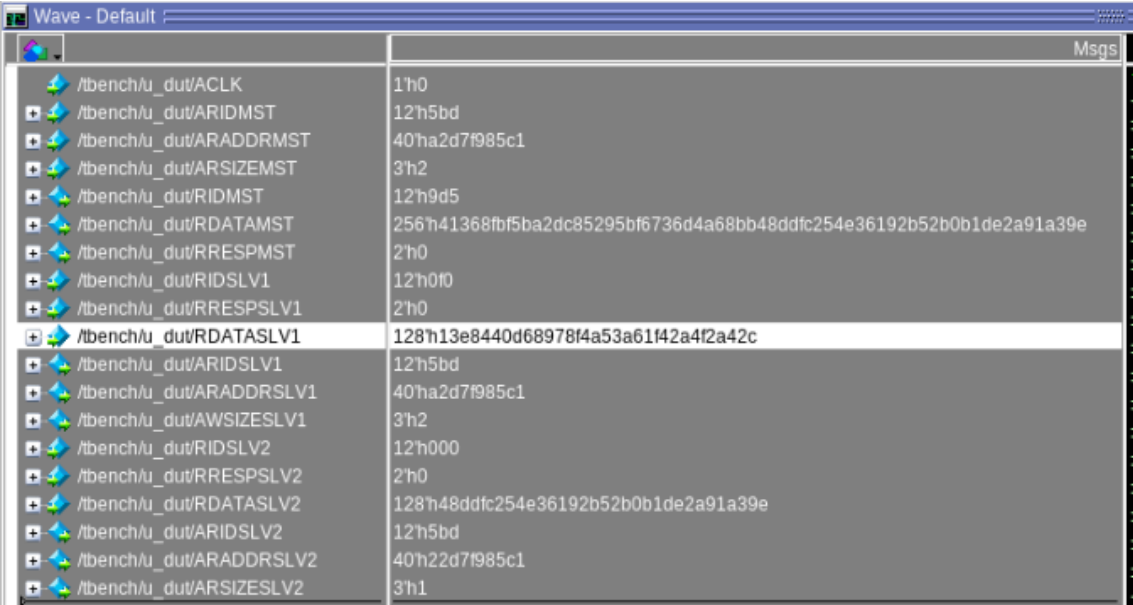 Wave - Default
Msgs
/tbench/u_dut/ACLK 1'h0
/tbench/u_dut/ARIDMST 12'h5bd
/tbench/u_dut/ARADDRMST 40'ha2d7f985c1
/tbench/u_dut/ARSIZEMST 3'h2
/tbench/u_dut/RIDMST 12'h9d5
/tbench/u_dut/RDATAMST 256'h41368fbf5ba2dc85295bf6736d4a68bb48ddfc254e36192b52b0b1de2a91a39e
/tbench/u_dut/RRESPMST 2'h0
/tbench/u_dut/RIDSLV1 12'h0f0
/tbench/u_dut/RRESPSLV1 2'h0
/tbench/u_dut/RDATASLV1 128'h13e8440d68978f4a53a61f42a4f2a42c
/tbench/u_dut/ARIDSLV1 12'h5bd
/tbench/u_dut/ARADDRSLV1 40'ha2d7f985c1
/tbench/u_dut/AWSIZESLV1 3'h2
/tbench/u_dut/RIDSLV2 12'h000
/tbench/u_dut/RRESPSLV2 2'h0
/tbench/u_dut/RDATASLV2 128'h48ddfc254e36192b52b0b1de2a91a39e
/tbench/u_dut/ARIDSLV2 12'h5bd
/tbench/u_dut/ARADDRSLV2 40'h22d7f985c1
/tbench/u_dut/ARSIZESLV2 3'h1